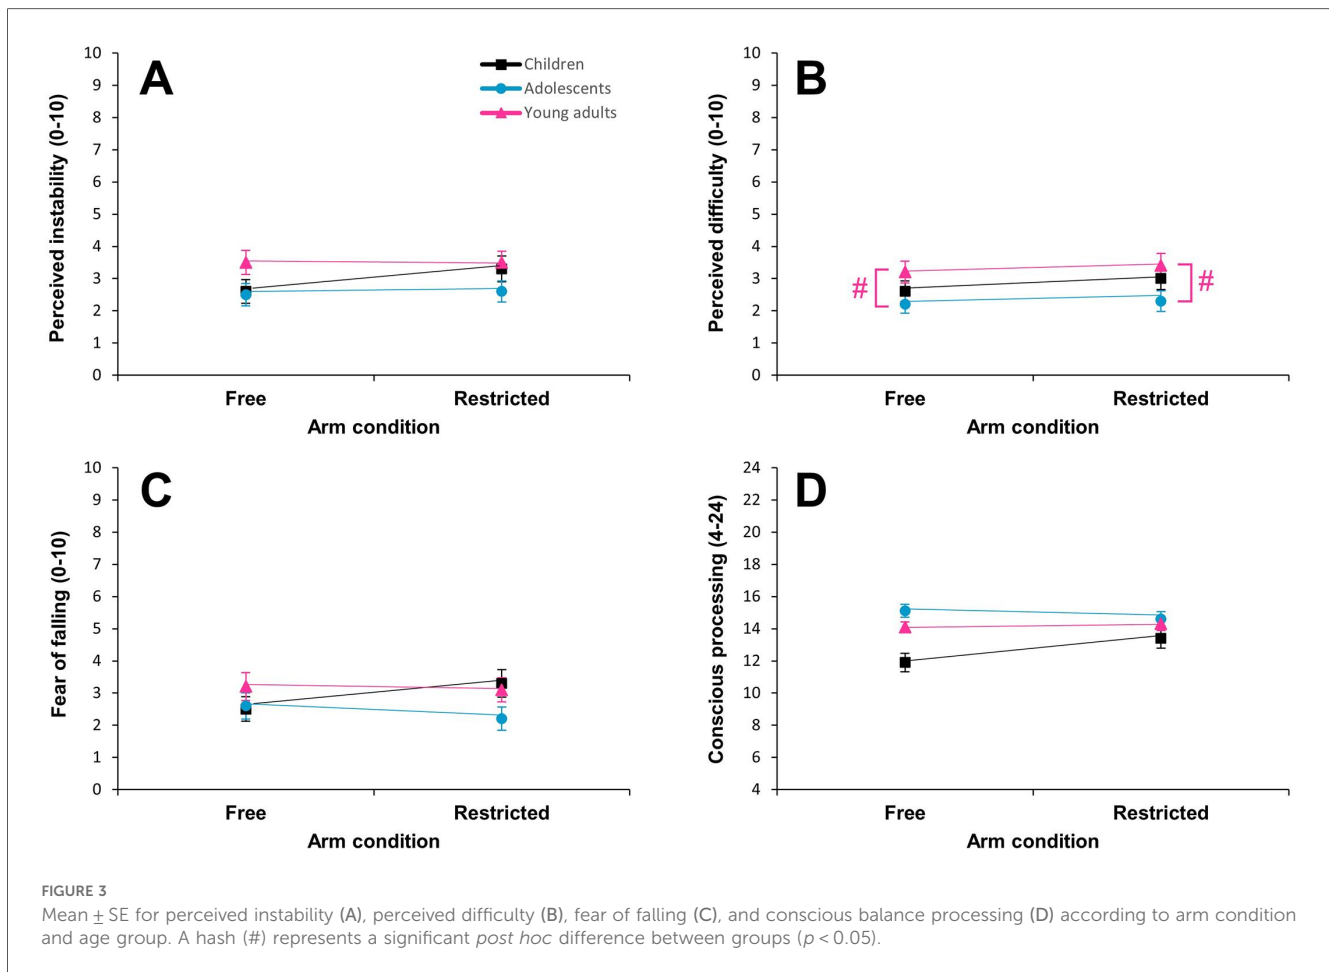 A
Children
Adolescents
Young adults
Perceived instability (0-10)
10
9
8
7
6
5
4
3
2
1
0
Free
Restricted
Arm condition
B
Perceived difficulty (0-10)
10
9
8
7
6
5
4
3
2
1
0
#
#
Free
Restricted
Arm condition
C
Fear of falling (0-10)
10
9
8
7
6
5
4
3
2
1
0
Free
Restricted
Arm condition
D
Conscious processing (4-24)
24
22
20
18
16
14
12
10
8
6
4
Free
Restricted
Arm condition
FIGURE 3
Mean ± SE for perceived instability (A), perceived difficulty (B), fear of falling (C), and conscious balance processing (D) according to arm condition
and age group. A hash (#) represents a significant post hoc difference between groups (p < 0.05).